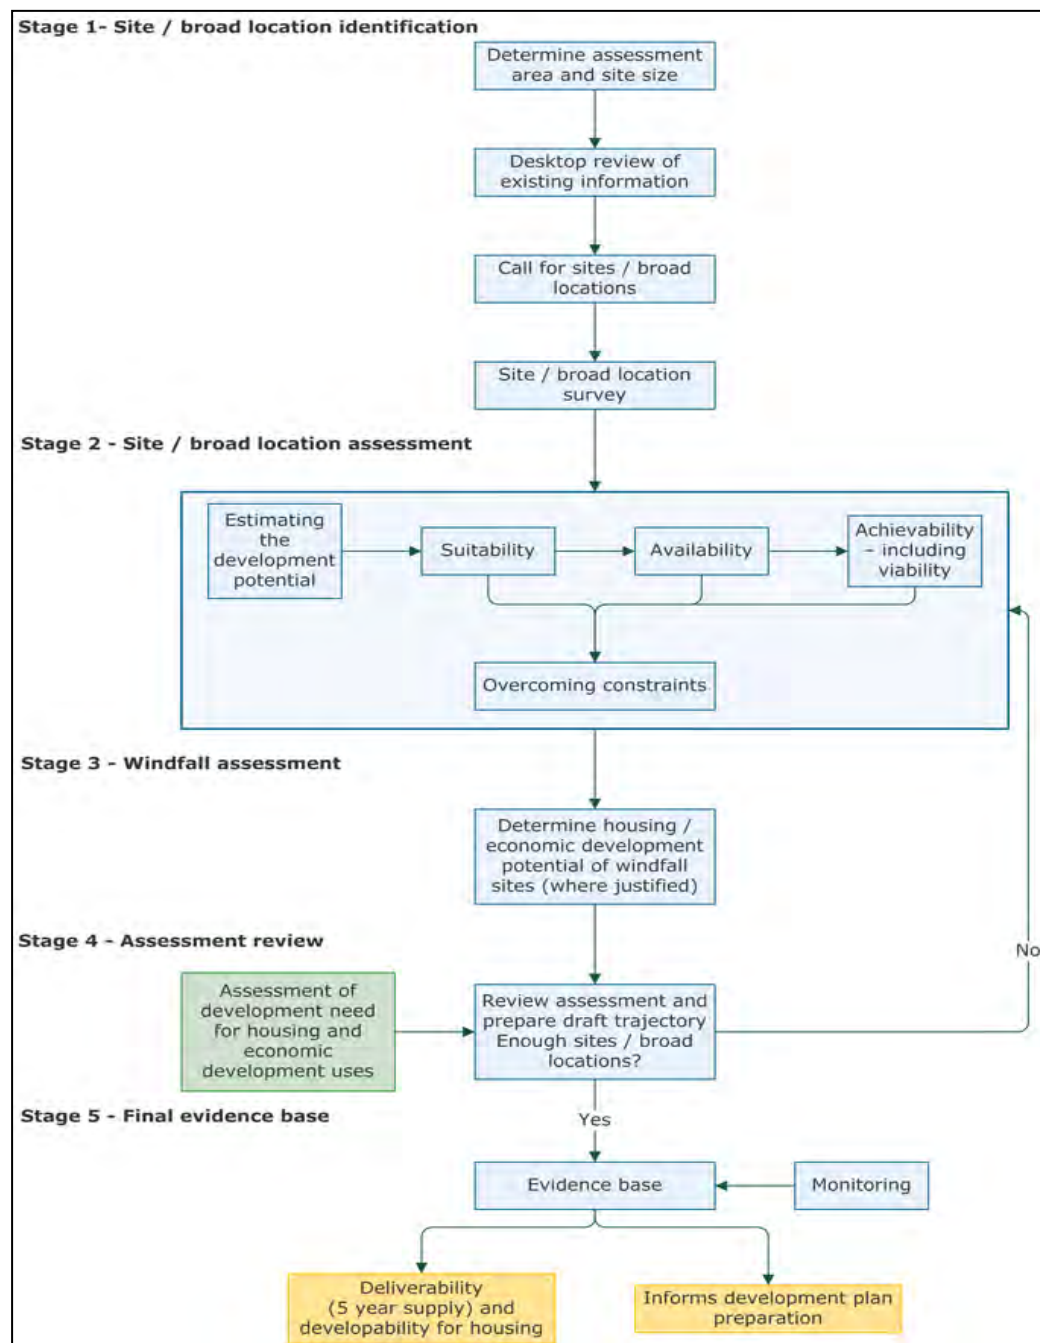 Stage 1- Site / broad location identification
Determine assessment
area and site size
Desktop review of
existing information
Call for sites / broad
locations
Site / broad location
survey
Stage 2 - Site / broad location assessment
Estimating
the
development
potential
Suitability
Availability
Achievability
– including
viability
Overcoming constraints
Stage 3 - Windfall assessment
Determine housing /
economic development
potential of windfall
sites (where justified)
Stage 4 - Assessment review
No
Assessment of
development need
for housing and
economic
development uses
Review assessment and
prepare draft trajectory
Enough sites / broad
locations?
Stage 5 - Final evidence base
Yes
Evidence base
Monitoring
Deliverability
(5 year supply) and
developability for housing
Informs development plan
preparation